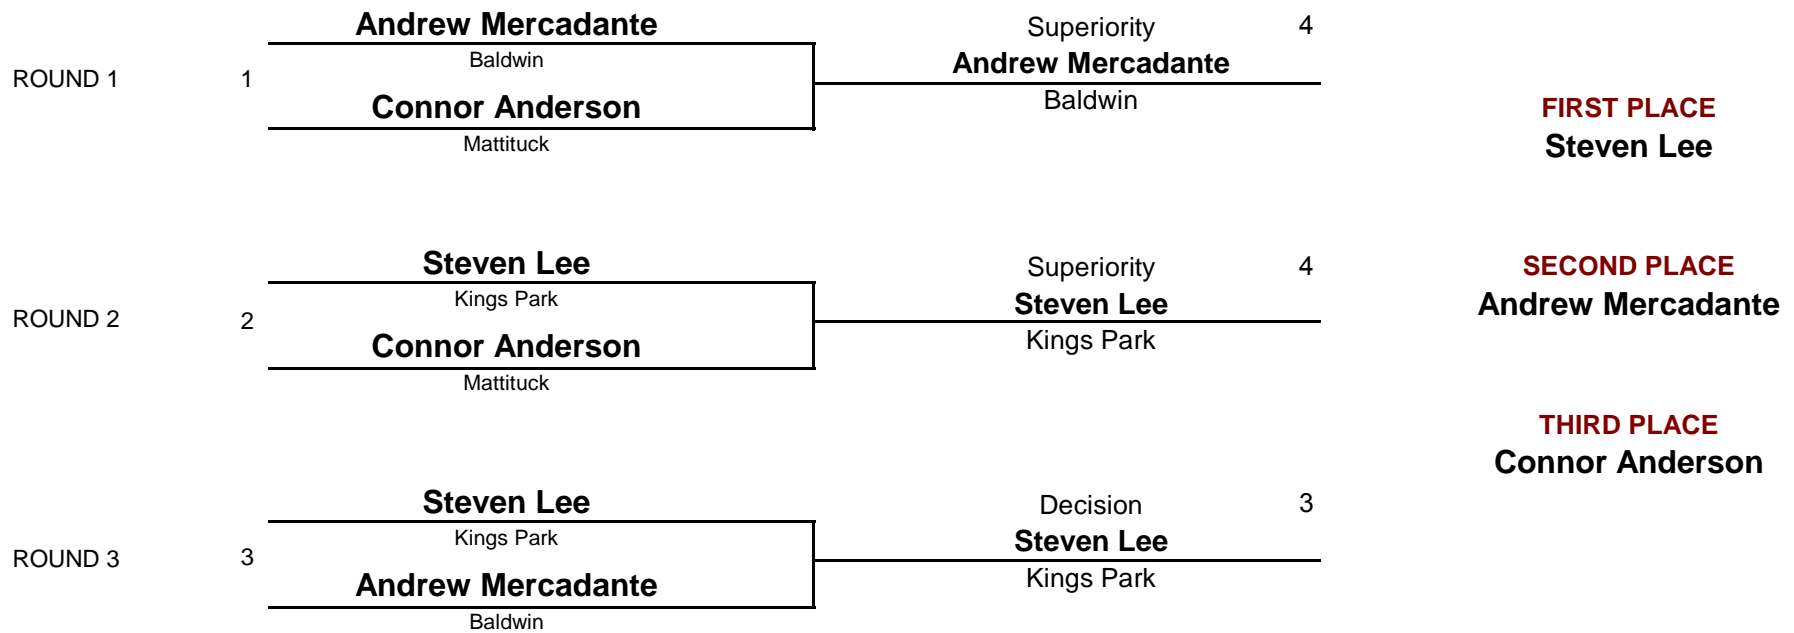 Andrew Mercadante
Superiority 4
Baldwin
Andrew Mercadante
ROUND 1 1
Connor Anderson
Baldwin
Mattituck
FIRST PLACE
Steven Lee
Steven Lee
Superiority 4
Kings Park
Steven Lee
ROUND 2 2
Connor Anderson
Kings Park
Mattituck
SECOND PLACE
Andrew Mercadante
THIRD PLACE
Connor Anderson
Steven Lee
Decision 3
Kings Park
Steven Lee
ROUND 3 3
Andrew Mercadante
Kings Park
Baldwin